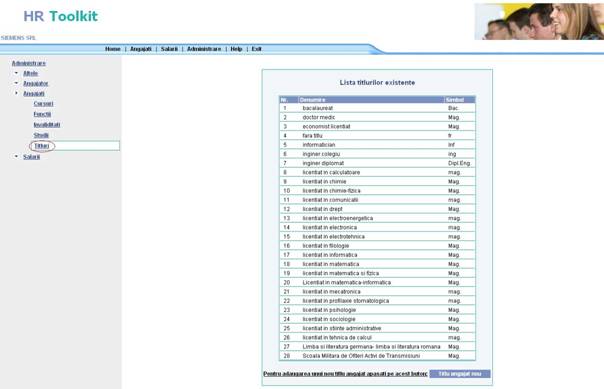 HR Toolkit
SIEMENS SRL
Home | Angajati | Salarii | Administrare | Help | Exit
Administrare
Altele
Angajator
Angajati
Cursuri
Functii
Invaliditati
Studii
Titluri
Salarii
Lista titlurilor existente
Nr. Denumire Simbol
1 bacalaureat Bac.
2 doctor medic Mag.
3 economist licentiat Mag.
4 fara titlu fr
5 informatician Inf
6 inginer colegiu ing
7 inginer diplomat Dipl.Eng.
8 licentiat in calculatoare mag.
9 licentiat in chimie Mag.
10 licentiat in chimie-fizica Mag.
11 licentiat in comunicatii mag.
12 licentiat in drept Mag.
13 licentiat in electroenergetica mag.
14 licentiat in electronica mag.
15 licentiat in electrotehnica mag.
16 licentiat in filologie Mag.
17 licentiat in informatica Mag.
18 licentiat in matematica Mag.
19 licentiat in matematica si fizica Mag.
20 Licentiat in matematica-informatica Mag.
21 licentiat in mecatronica mag.
22 licentiat in profilaxie stomatologica mag.
23 licentiat in psihologie Mag.
24 licentiat in sociologie Mag.
25 licentiat in stiinte administrative Mag.
26 licentiat in tehnica de calcul mag.
27 Limba si literatura germana- limba si literatura romana Mag.
28 Scoala Militara de Ofiteri Activi de Transmisiuni Mag.
Pentru adaugarea unui nou titlu angajat apasati pe acest buton: Titlu angajat nou